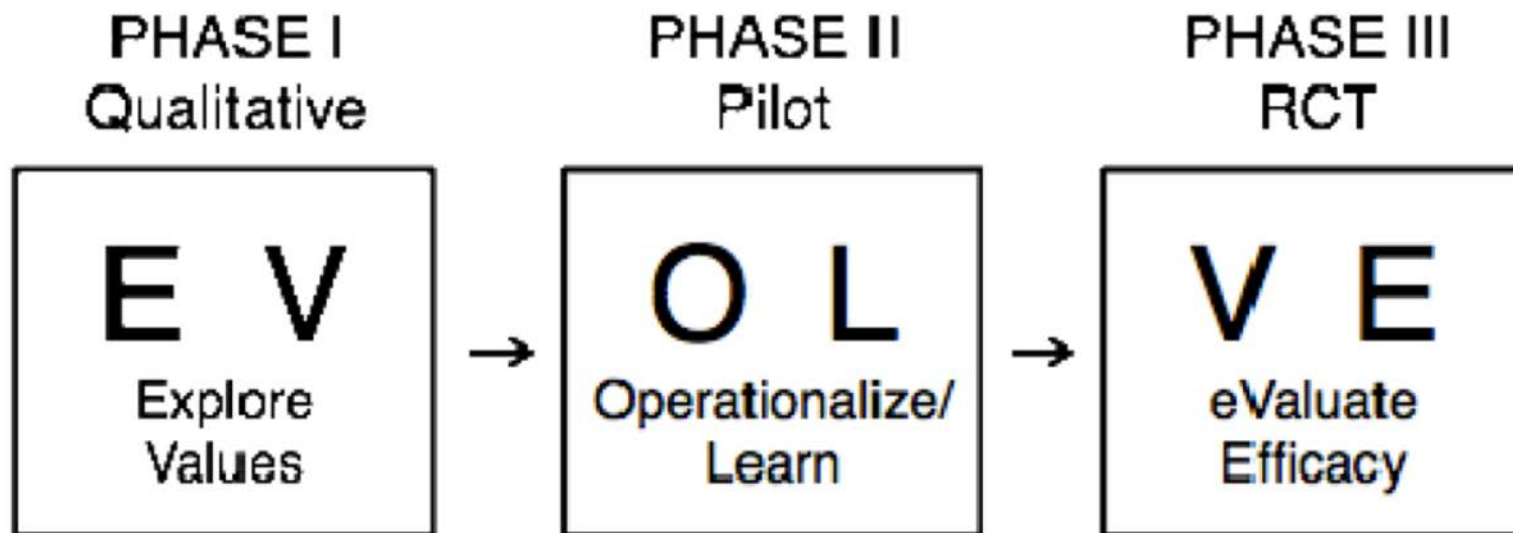 PHASE I
Qualitative
E V
Explore
Values
PHASE II
Pilot
O L
Operationalize/
Learn
PHASE III
RCT
V E
eValuate
Efficacy